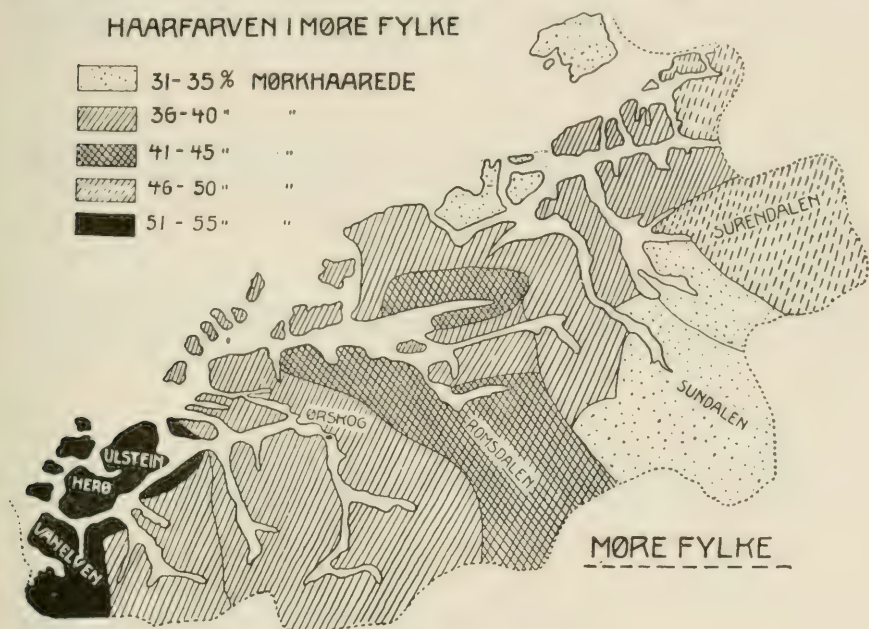 HAARFARVEN I MØRE FYLKE
31-35% MØRKHAAREDE
36-40 " "
41-45 " "
46-50 " "
51-55 " "
SURENDALEN
SUNDALEN
ØRSKOG
ROMSDALEN
ULSTEIN
HERØ
VANELVEN
MØRE FYLKE